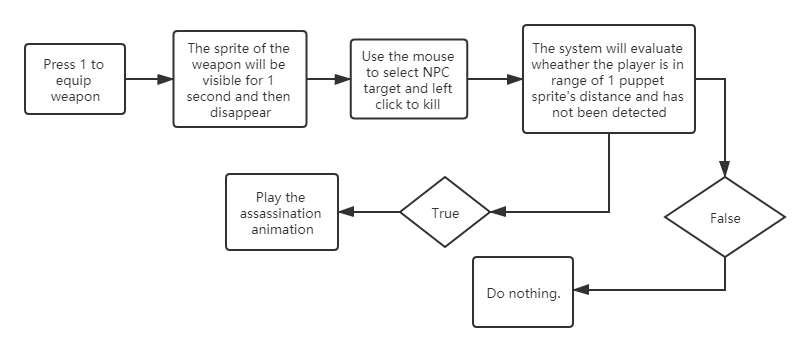 Press 1 to
equip
weapon
The sprite of the
weapon will be
visible for 1
second and then
disappear
Use the mouse
to select NPC
target and left
click to kill
The system will evaluate
wheather the player is in
range of 1 puppet
sprite's distance and has
not been detected
Play the
assassination
animation
True
False
Do nothing.